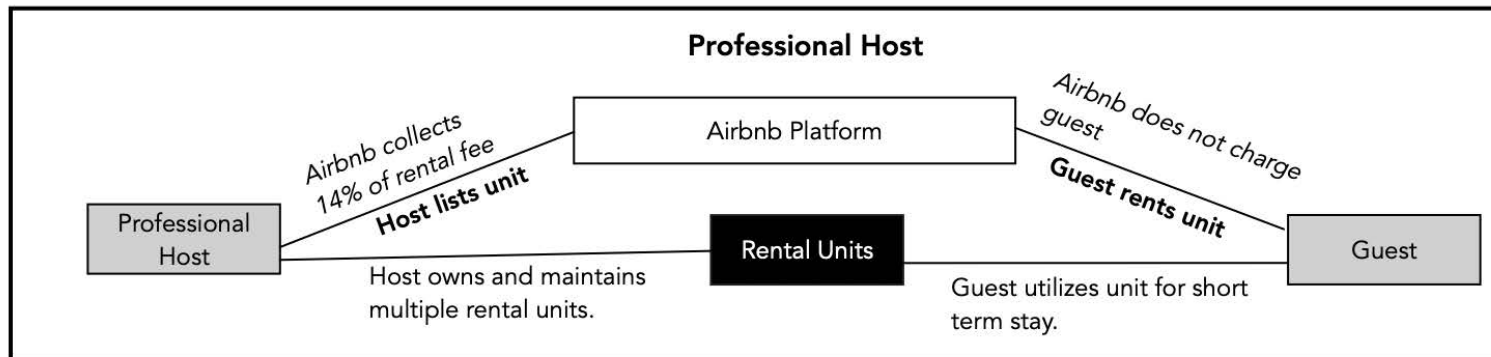 Professional Host
Airbnb collects
14% of rental fee
Host lists unit
Airbnb Platform
Airbnb does not charge
guest
Guest rents unit
Professional
Host
Rental Units
Guest
Host owns and maintains
multiple rental units.
Guest utilizes unit for short
term stay.